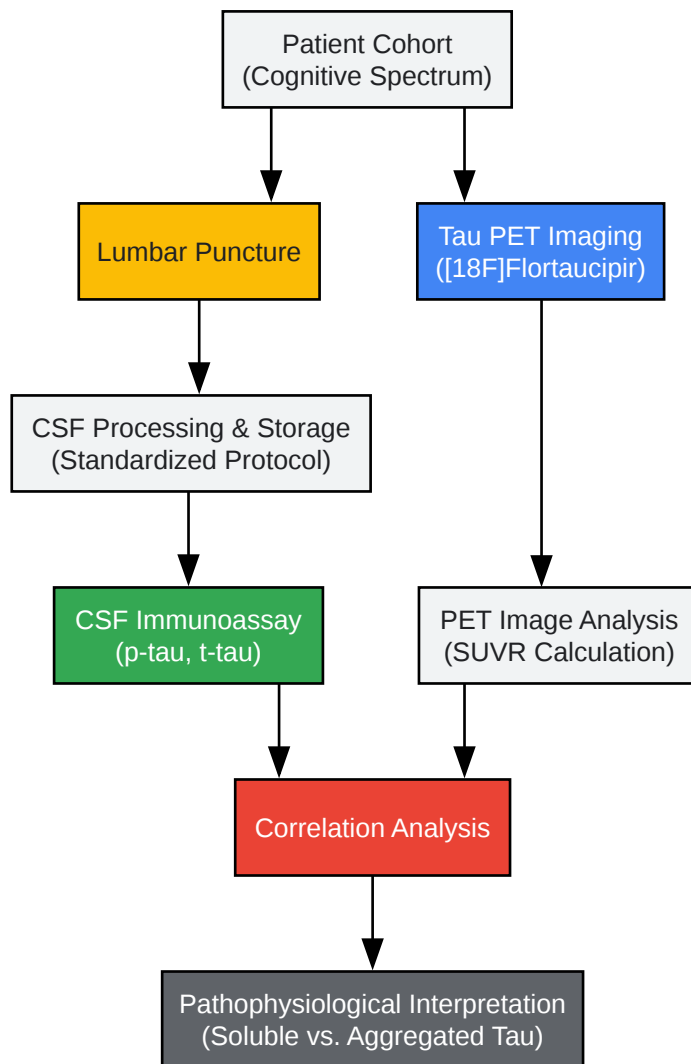 Patient Cohort
(Cognitive Spectrum)
Lumbar Puncture
Tau PET Imaging
([18F]Flortaucipir)
CSF Processing & Storage
(Standardized Protocol)
CSF Immunoassay
(p-tau, t-tau)
PET Image Analysis
(SUVR Calculation)
Correlation Analysis
Pathophysiological Interpretation
(Soluble vs. Aggregated Tau)